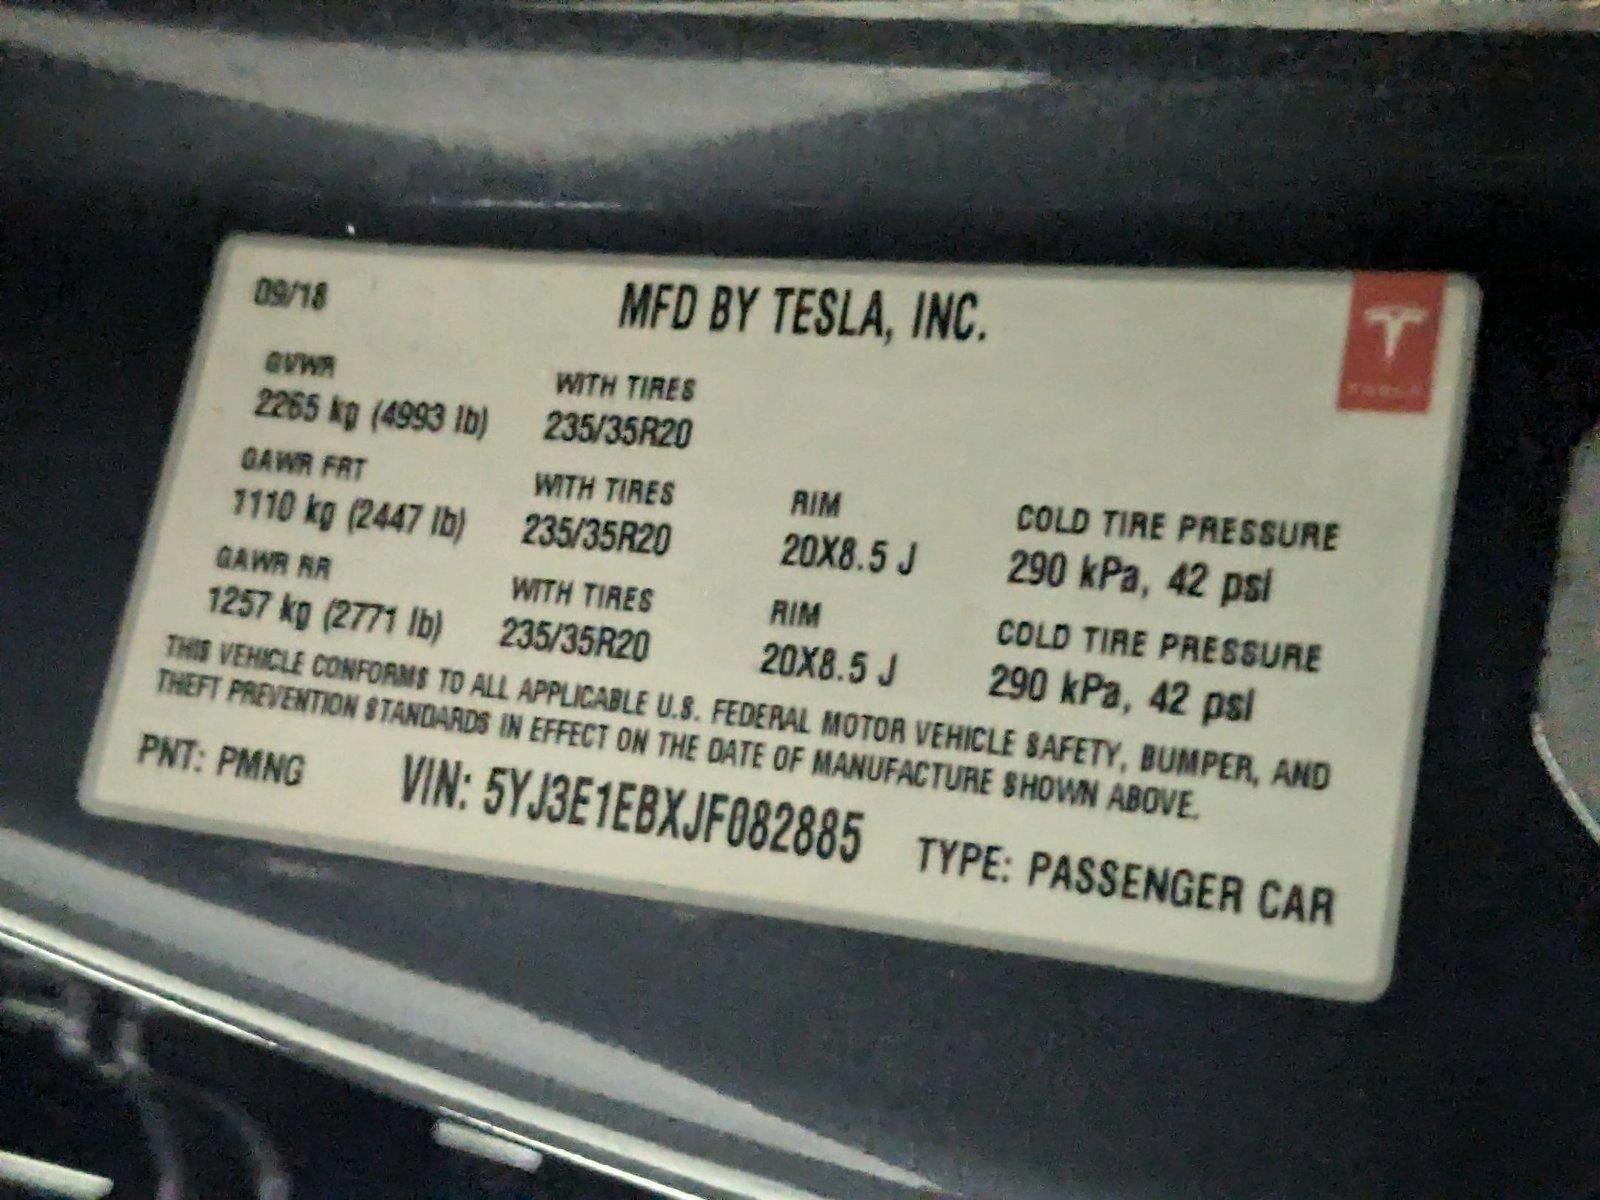 09/18
MFD BY TESLA, INC.
GVWR
WITH TIRES
2265 kg (4993 lb)
235/35R20
GAWR FRT
WITH TIRES
RIM
COLD TIRE PRESSURE
1110 kg (2447 lb)
235/35R20
20X8.5 J
290 kPa, 42 psi
GAWR RR
WITH TIRES
RIM
COLD TIRE PRESSURE
1257 kg (2771 lb)
235/35R20
20X8.5 J
290 kPa, 42 psi
THIS VEHICLE CONFORMS TO ALL APPLICABLE U.S. FEDERAL MOTOR VEHICLE SAFETY, BUMPER, AND
THEFT PREVENTION STANDARDS IN EFFECT ON THE DATE OF MANUFACTURE SHOWN ABOVE.
PNT: PMNG
VIN: 5YJ3E1EBXJF082885
TYPE: PASSENGER CAR
TESLA